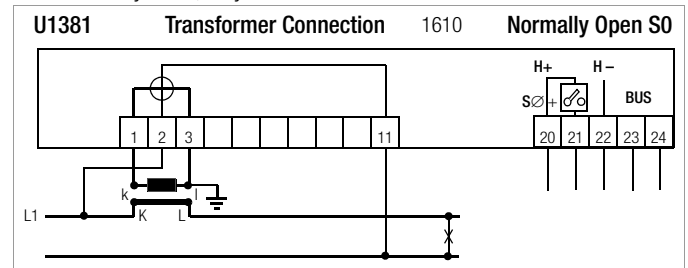 U1381 Transformer Connection 1610 Normally Open S0
H+ H–
S∅ + BUS
1 2 3 11 20 21 22 23 24
k l
L1 K L